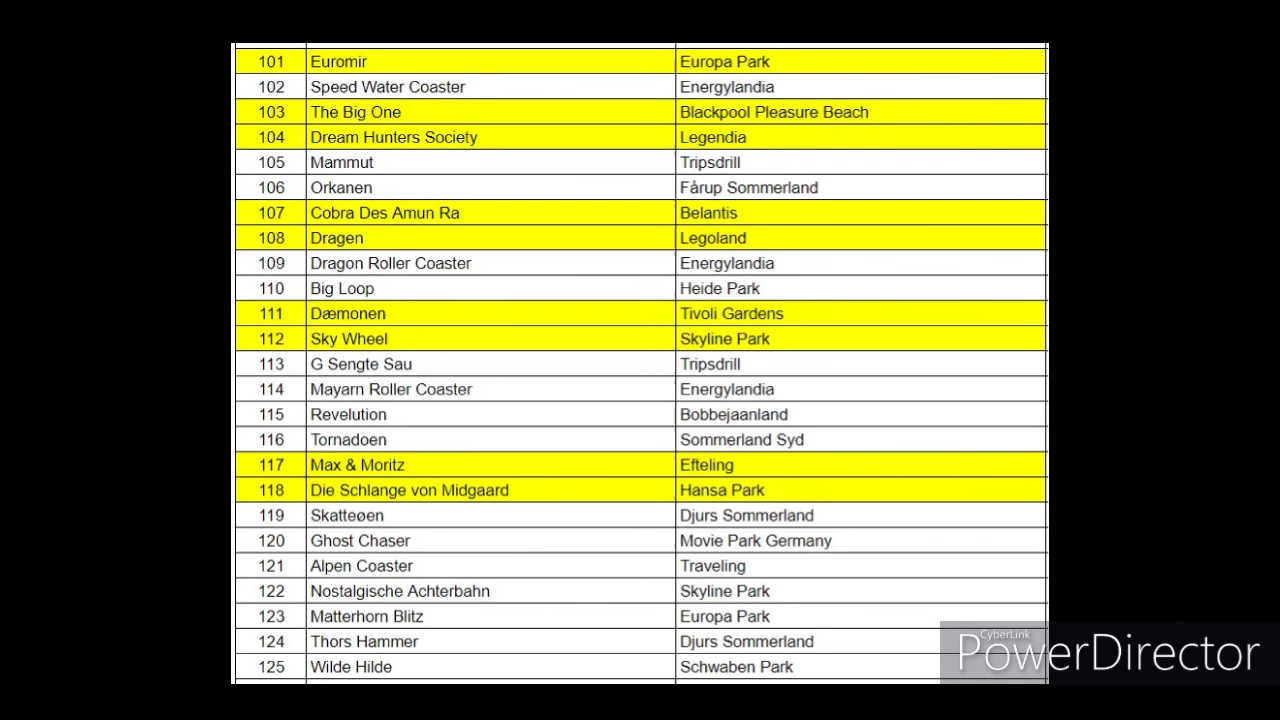 101 Euromir Europa Park
102 Speed Water Coaster Energylandia
103 The Big One Blackpool Pleasure Beach
104 Dream Hunters Society Legendia
105 Mammut Tripsdrill
106 Orkanen Fårup Sommerland
107 Cobra Des Amun Ra Belantis
108 Dragen Legoland
109 Dragon Roller Coaster Energylandia
110 Big Loop Heide Park
111 Dæmonen Tivoli Gardens
112 Sky Wheel Skyline Park
113 G Sengte Sau Tripsdrill
114 Mayarn Roller Coaster Energylandia
115 Revelution Bobbejaanland
116 Tornadoen Sommerland Syd
117 Max & Moritz Efteling
118 Die Schlange von Midgaard Hansa Park
119 Skatteøen Djurs Sommerland
120 Ghost Chaser Movie Park Germany
121 Alpen Coaster Traveling
122 Nostalgische Achterbahn Skyline Park
123 Matterhorn Blitz Europa Park
124 Thors Hammer Djurs Sommerland
125 Wilde Hilde Schwaben Park
CyberLink
PowerDirector